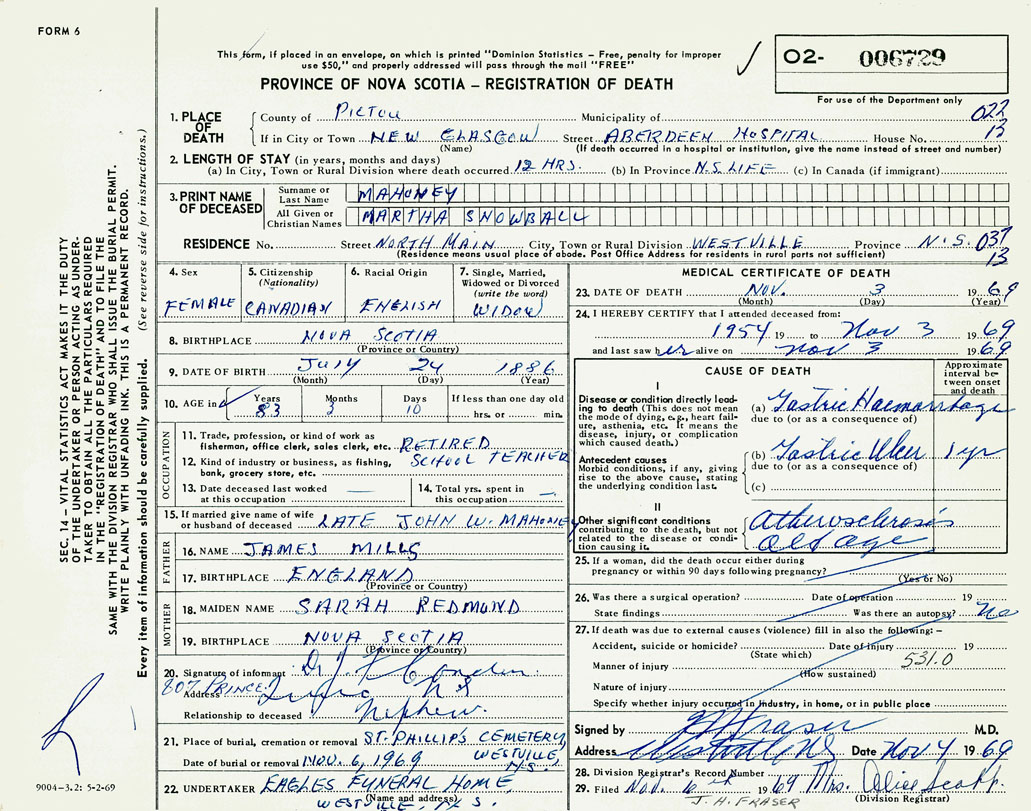 FORM 6
This form, if placed in an envelope, on which is printed "Dominion Statistics – Free, penalty for improper
use $50," and properly addressed will pass through the mail "FREE"
PROVINCE OF NOVA SCOTIA – REGISTRATION OF DEATH
02- 006729
For use of the Department only
SEC. 14 – VITAL STATISTICS ACT MAKES IT THE DUTY
OF THE UNDERTAKER OR PERSON ACTING AS UNDER-
TAKER TO OBTAIN ALL THE PARTICULARS REQUIRED
IN THE "REGISTRATION OF DEATH" AND TO FILE THE
SAME WITH THE DIVISION REGISTRAR WHO SHALL ISSUE THE BURIAL PERMIT.
WRITE PLAINLY WITH UNFADING INK. THIS IS A PERMANENT RECORD.
Every item of information should be carefully supplied. (See reverse side for instructions.)
1. PLACE OF DEATH
County of PICTOU Municipality of 022
If in City or Town NEW GLASGOW Street ABERDEEN HOSPITAL House No. 13
(Name) (If death occurred in a hospital or institution, give the name instead of street and number)
2. LENGTH OF STAY (in years, months and days)
(a) In City, Town or Rural Division where death occurred 12 HRS. (b) In Province N.S. LIFE (c) In Canada (if immigrant)
3. PRINT NAME OF DECEASED
Surname or Last Name MAHONEY
All Given or Christian Names MARTHA SNOWBALL
RESIDENCE No. Street NORTH MAIN City, Town or Rural Division WESTVILLE Province N.S. 037
(Residence means usual place of abode. Post Office Address for residents in rural parts not sufficient) 13
4. Sex
FEMALE
5. Citizenship
(Nationality)
CANADIAN
6. Racial Origin
ENGLISH
7. Single, Married,
Widowed or Divorced
(write the word)
WIDOW
8. BIRTHPLACE NOVA SCOTIA
(Province or Country)
9. DATE OF BIRTH July 24 1886
(Month) (Day) (Year)
10. AGE in Years Months Days If less than one day old
83 3 10 hrs. or min.
OCCUPATION
11. Trade, profession, or kind of work as
fisherman, office clerk, salesman, sales clerk, etc. RETIRED
12. Kind of industry or business, as fishing,
bank, grocery store, etc. SCHOOL TEACHER
13. Date deceased last worked
at this occupation
14. Total yrs. spent in
this occupation
15. If married give name of wife
or husband of deceased LATE JOHN W. MAHONEY
FATHER
16. NAME JAMES MILLS
17. BIRTHPLACE ENGLAND
(Province or Country)
MOTHER
18. MAIDEN NAME SARAH REDMOND
19. BIRTHPLACE NOVA SCOTIA
(Province or Country)
20. Signature of informant
Address 807 PRINCE N S
Relationship to deceased Nephew.
21. Place of burial, cremation or removal ST. PHILLIP'S CEMETERY,
WESTVILLE, N.S.
Date of burial or removal NOV. 6, 1969
22. UNDERTAKER EAGLES FUNERAL HOME,
(Name and address)
WESTVILLE, N.S.
MEDICAL CERTIFICATE OF DEATH
23. DATE OF DEATH NOV. 3 1969
(Month) (Day) (Year)
24. I HEREBY CERTIFY that I attended deceased from:
1954 19 to Nov 3 1969
and last saw her alive on Nov 3 1969
CAUSE OF DEATH
Approximate
interval be-
tween onset
and death
I
Disease or condition directly lead-
ing to death (This does not mean
the mode of dying, e.g., heart fail-
ure, asthenia, etc. It means the
disease, injury, or complication
which caused death.)
(a) Gastric Haemorrhage
due to (or as a consequence of)
Antecedent causes
Morbid conditions, if any, giving
rise to the above cause, stating
the underlying condition last.
(b) Gastric Ulcer 1 yr
due to (or as a consequence of)
(c)
II
Other significant conditions
contributing to the death, but not
related to the disease or condi-
tion causing it.
Atherosclerosis
Old age
25. If a woman, did the death occur either during
pregnancy or within 90 days following pregnancy?
(Yes or No)
26. Was there a surgical operation? Date of operation 19
State findings Was there an autopsy? No
27. If death was due to external causes (violence) fill in also the following: –
Accident, suicide or homicide? Date of injury 19
(State which)
Manner of injury 531.0
(How sustained)
Nature of injury
Specify whether injury occurred in Industry, in home, or in public place
Signed by Fraser M.D.
Address Westville NS Date Nov 4 1969
28. Division Registrar's Record Number
29. Filed Nov. 6th 1969 Mrs. Alice
(Division Registrar)
J. H. FRASER
9004-3.2: 5-2-69